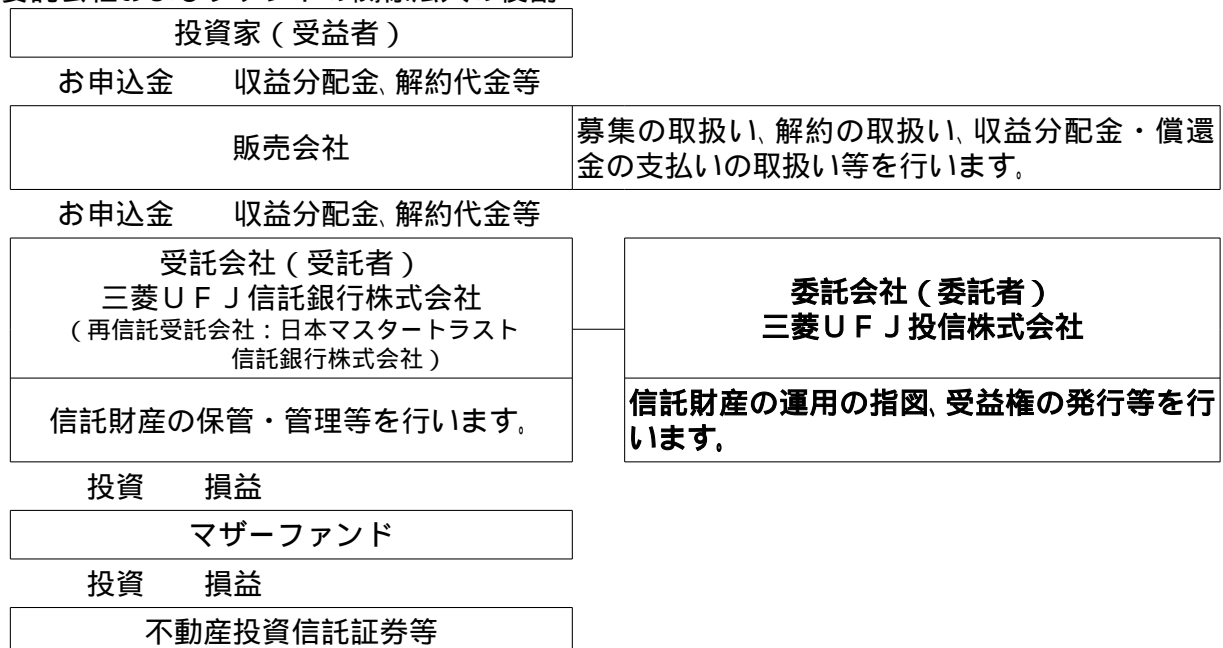 投資家(受益者)
お申込金 収益分配金、解約代金等
販売会社
募集の取扱い、解約の取扱い、収益分配金・償還
金の支払いの取扱い等を行います。
お申込金 収益分配金、解約代金等
受託会社(受託者)
三菱UFJ信託銀行株式会社
(再信託受託会社:日本マスタートラスト
信託銀行株式会社)
委託会社(委託者)
三菱UFJ投信株式会社
信託財産の保管・管理等を行います。
信託財産の運用の指図、受益権の発行等を行
います。
投資 損益
マザーファンド
投資 損益
不動産投資信託証券等